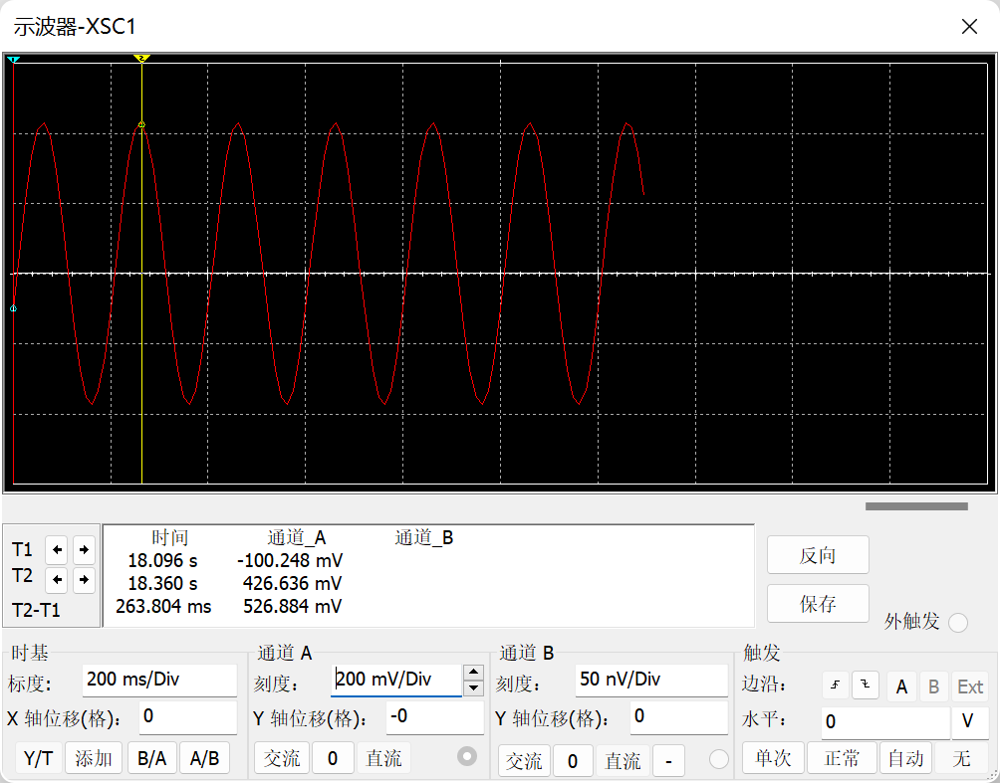 示波器-XSC1
1
2
时间 通道_A 通道_B
T1 18.096 s -100.248 mV
T2 18.360 s 426.636 mV
T2-T1 263.804 ms 526.884 mV
反向
保存
外触发
时基
标度： 200 ms/Div
X 轴位移(格)： 0
Y/T 添加 B/A A/B
通道 A
刻度： 200 mV/Div
Y 轴位移(格)： -0
交流 0 直流
通道 B
刻度： 50 nV/Div
Y 轴位移(格)： 0
交流 0 直流 -
触发
边沿： A B Ext
水平： 0 V
单次 正常 自动 无